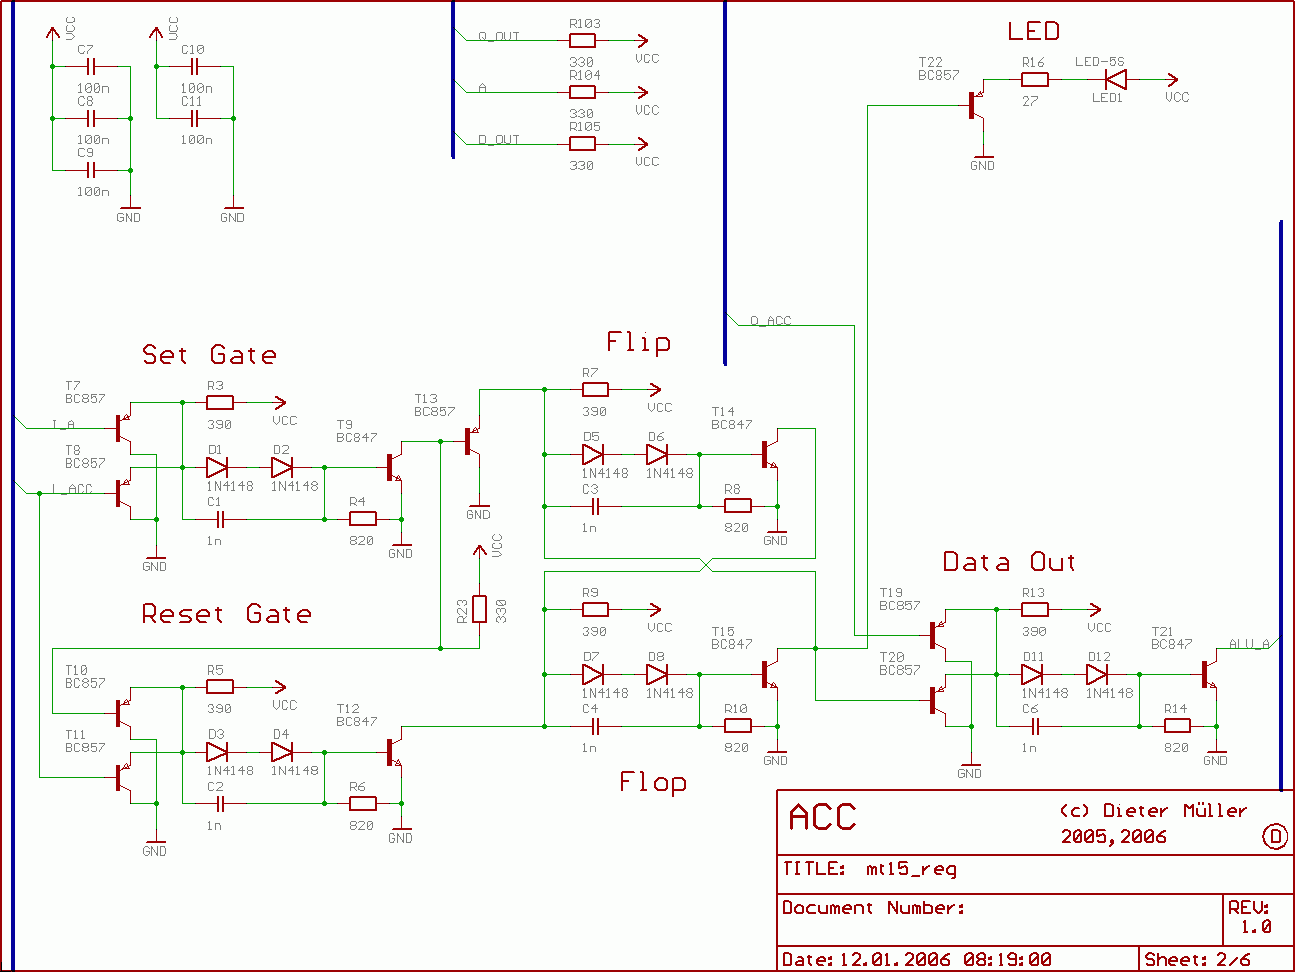 VCC
VCC
C7
100n
C8
100n
C9
100n
GND
C10
100n
C11
100n
GND
Q_OUT
R103
330
VCC
A
R104
330
VCC
D_OUT
R105
330
VCC
LED
T22
BC857
R16
27
LED-5S
LED1
VCC
GND
O_ACC
Set Gate
T7
BC857
I_A
T8
BC857
L_ACC
R3
390
VCC
D1
1N4148
D2
1N4148
C1
1n
R4
820
T9
BC847
GND
GND
T13
BC857
GND
VCC
R23
330
Flip
R7
390
VCC
D5
1N4148
D6
1N4148
C3
1n
R8
820
T14
BC847
GND
Reset Gate
T10
BC857
T11
BC857
R5
390
VCC
D3
1N4148
D4
1N4148
C2
1n
R6
820
T12
BC847
GND
GND
R9
390
VCC
D7
1N4148
D8
1N4148
C4
1n
R10
820
T15
BC847
GND
Flop
Data Out
T19
BC857
T20
BC857
R13
390
VCC
D11
1N4148
D12
1N4148
C6
1n
R14
820
T21
BC847
ALU_A
GND
GND
ACC
(c) Dieter Müller
2005,2006
D
TITLE: mt15_reg
Document Number:
REV:
1.0
Date: 12.01.2006 08:19:00
Sheet: 2/6